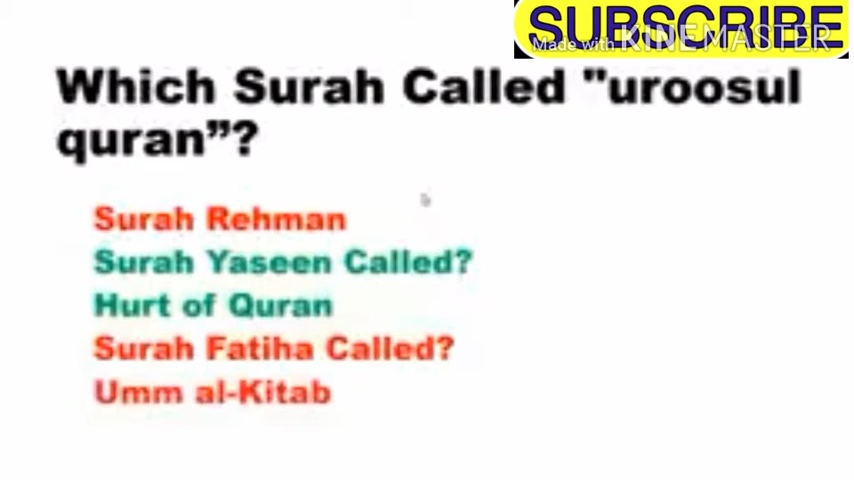 SUBSCRIBE
Made with KINEMASTER
Which Surah Called "uroosul
quran”?
Surah Rehman
Surah Yaseen Called?
Hurt of Quran
Surah Fatiha Called?
Umm al-Kitab